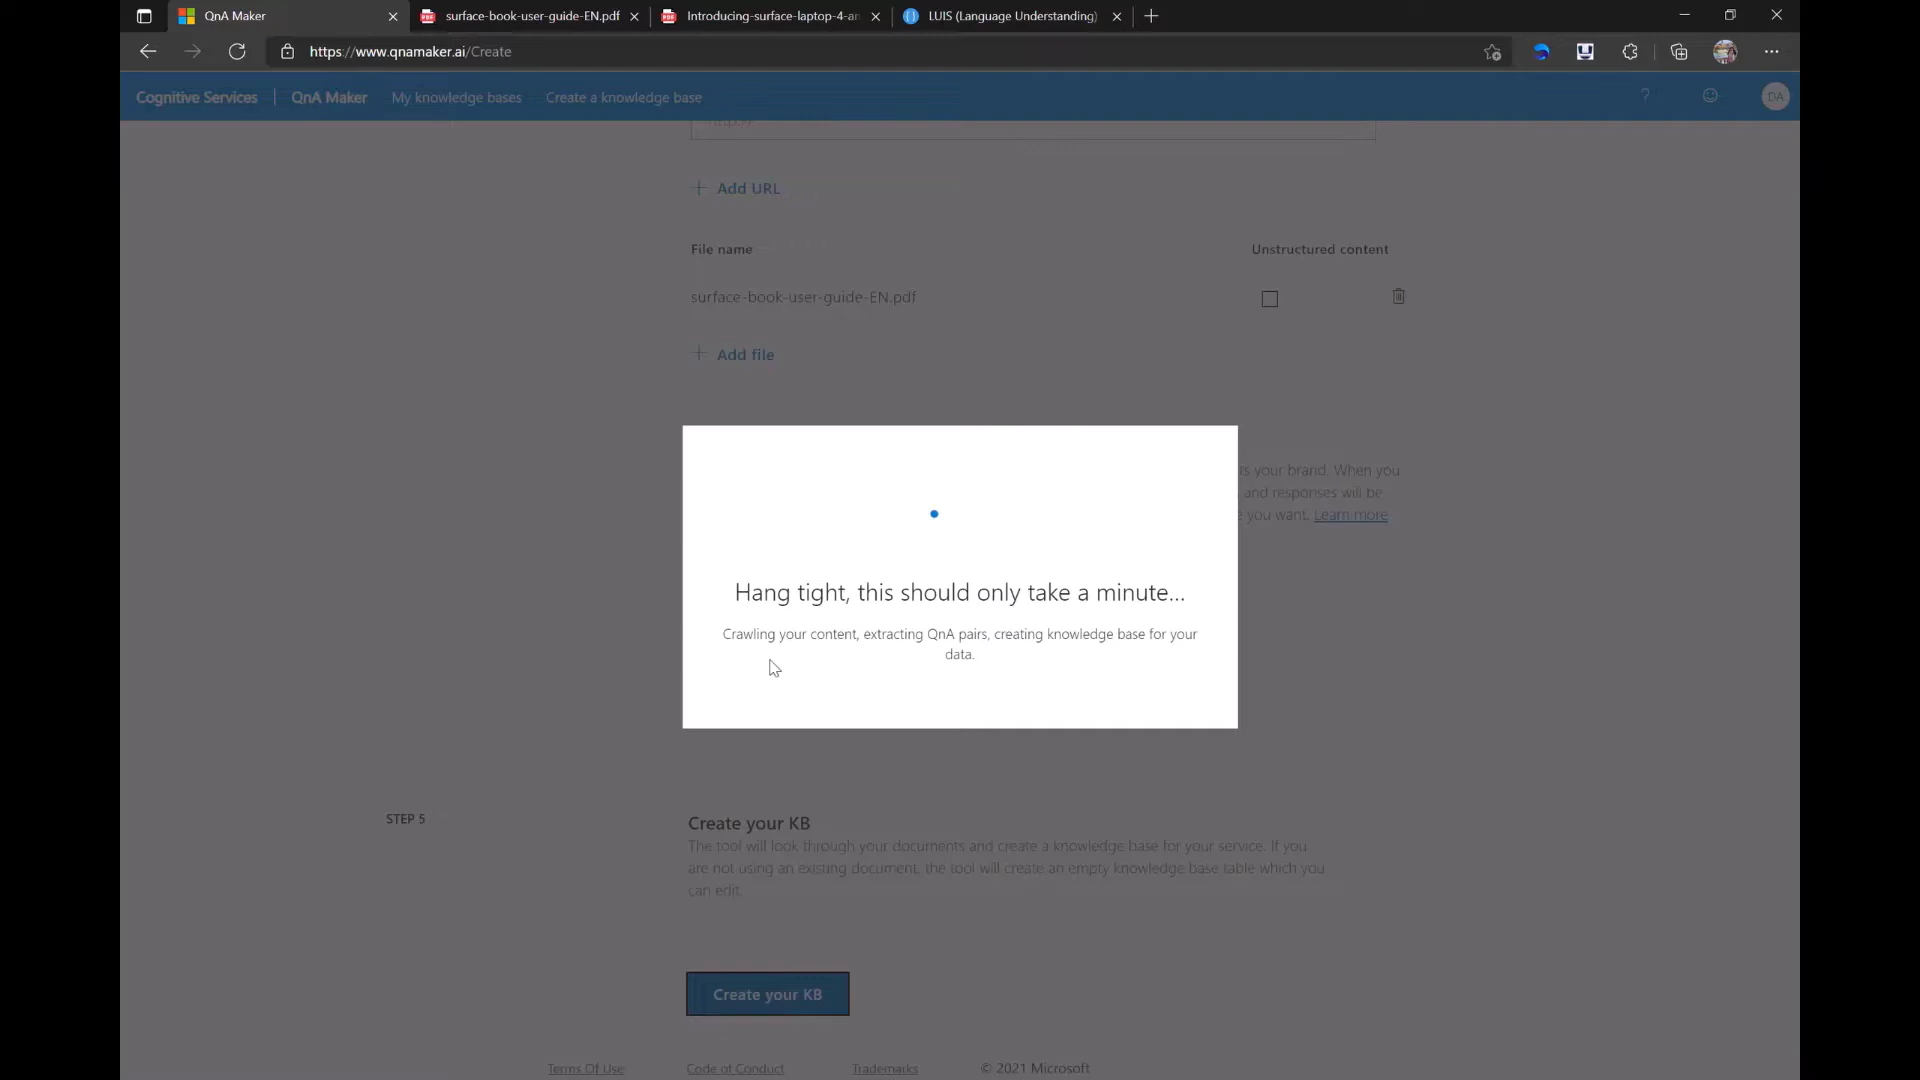 QnA Maker
surface-book-user-guide-EN.pdf
Introducing-surface-laptop-4-an
LUIS (Language Understanding)
https://www.qnamaker.ai/Create
Cognitive Services | QnA Maker My knowledge bases Create a knowledge base
? DA
+ Add URL
File name Unstructured content
surface-book-user-guide-EN.pdf
+ Add file
rs your brand. When you
and responses will be
e you want. Learn more
Hang tight, this should only take a minute...
Crawling your content, extracting QnA pairs, creating knowledge base for your
data.
STEP 5
Create your KB
The tool will look through your documents and create a knowledge base for your service. If you
are not using an existing document, the tool will create an empty knowledge base table which you
can edit.
Create your KB
Terms Of Use Code of Conduct Trademarks © 2021 Microsoft